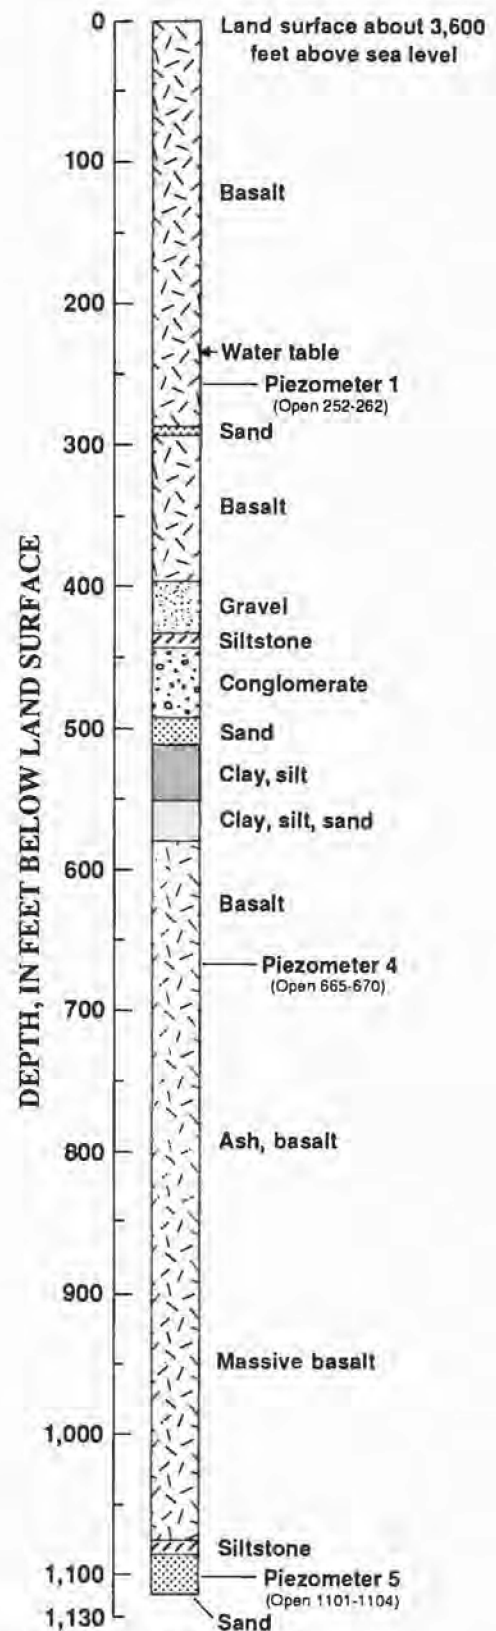 0
Land surface about 3,600
feet above sea level
100
Basalt
200
Water table
Piezometer 1
(Open 252-262)
Sand
300
Basalt
400
Gravel
Siltstone
Conglomerate
500
Sand
Clay, silt
Clay, silt, sand
600
Basalt
Piezometer 4
(Open 665-670)
700
800
Ash, basalt
900
Massive basalt
1,000
Siltstone
1,100
Piezometer 5
(Open 1101-1104)
1,130
Sand
DEPTH, IN FEET BELOW LAND SURFACE